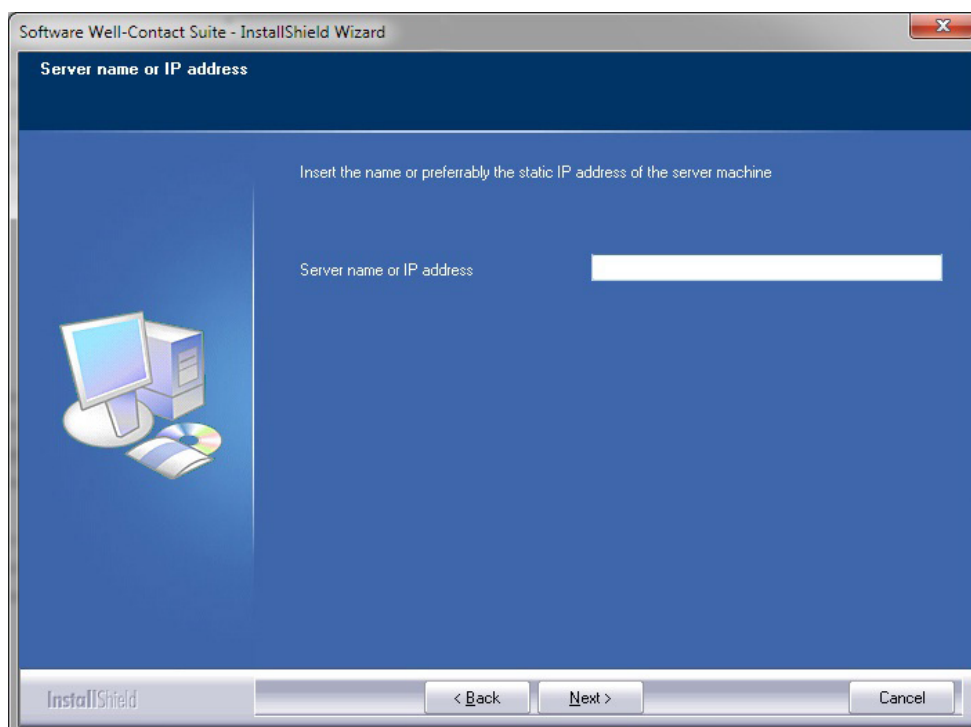 Software Well-Contact Suite - InstallShield Wizard
Server name or IP address
Insert the name or preferrably the static IP address of the server machine
Server name or IP address
InstallShield
< Back
Next >
Cancel